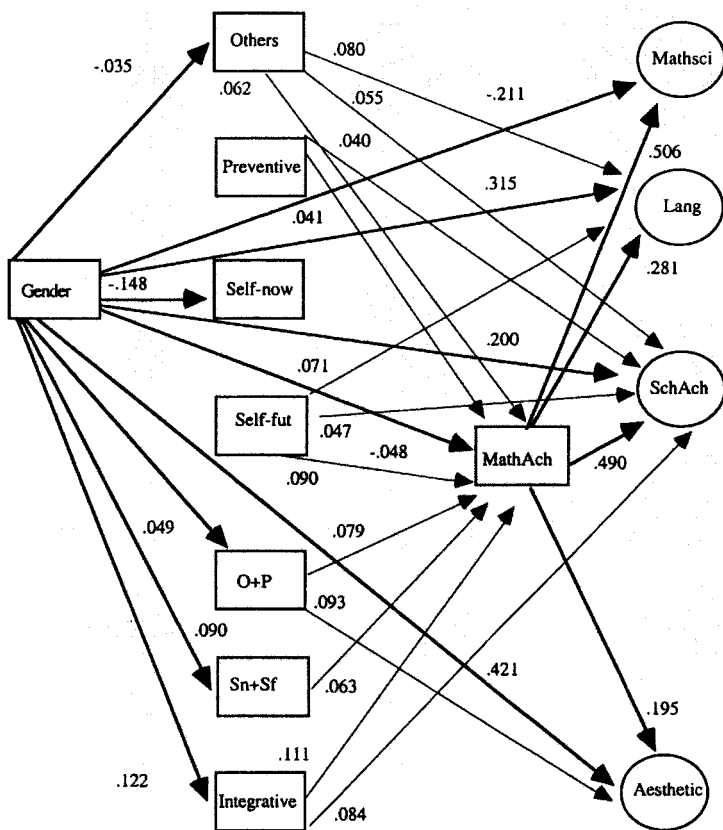 Others
.080
Mathsci
-.035
.062
.055
-.211
.040
.506
Preventive
.315
Lang
.041
Gender
-.148
Self-now
.281
.200
.071
SchAch
Self-fut
.047
-.048
MathAch
.090
.490
.079
.049
O+P
.093
.090
Sn+Sf
.063
.421
.195
.111
.122
Integrative
.084
Aesthetic